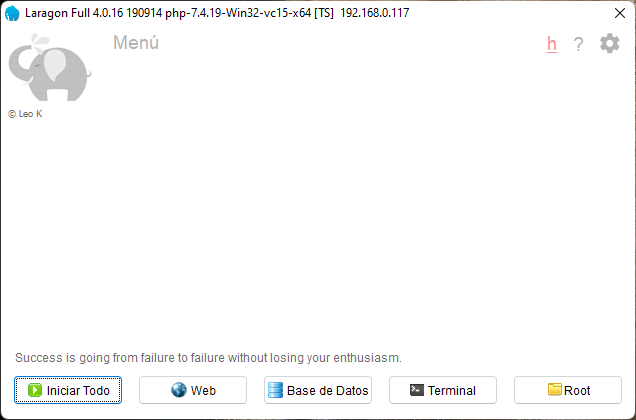 Laragon Full 4.0.16 190914 php-7.4.19-Win32-vc15-x64 [TS] 192.168.0.117
Menú
h ?
© Leo K
Success is going from failure to failure without losing your enthusiasm.
Iniciar Todo Web Base de Datos Terminal Root